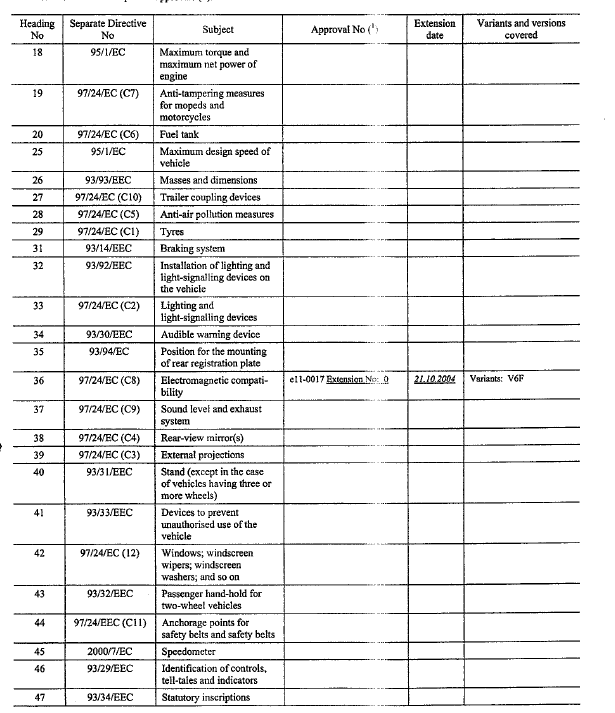 Heading No | Separate Directive No | Subject | Approval No (1) | Extension date | Variants and versions covered
18 | 95/1/EC | Maximum torque and maximum net power of engine
19 | 97/24/EC (C7) | Anti-tampering measures for mopeds and motorcycles
20 | 97/24/EC (C6) | Fuel tank
25 | 95/1/EC | Maximum design speed of vehicle
26 | 93/93/EEC | Masses and dimensions
27 | 97/24/EC (C10) | Trailer coupling devices
28 | 97/24/EC (C5) | Anti-air pollution measures
29 | 97/24/EC (C1) | Tyres
31 | 93/14/EEC | Braking system
32 | 93/92/EEC | Installation of lighting and light-signalling devices on the vehicle
33 | 97/24/EC (C2) | Lighting and light-signalling devices
34 | 93/30/EEC | Audible warning device
35 | 93/94/EC | Position for the mounting of rear registration plate
36 | 97/24/EC (C8) | Electromagnetic compati-bility | e11-0017 Extension No: 0 | 21.10.2004 | Variants: V6F
37 | 97/24/EC (C9) | Sound level and exhaust system
38 | 97/24/EC (C4) | Rear-view mirror(s)
39 | 97/24/EC (C3) | External projections
40 | 93/31/EEC | Stand (except in the case of vehicles having three or more wheels)
41 | 93/33/EEC | Devices to prevent unauthorised use of the vehicle
42 | 97/24/EC (12) | Windows; windscreen wipers; windscreen washers; and so on
43 | 93/32/EEC | Passenger hand-hold for two-wheel vehicles
44 | 97/24/EEC (C11) | Anchorage points for safety belts and safety belts
45 | 2000/7/EC | Speedometer
46 | 93/29/EEC | Identification of controls, tell-tales and indicators
47 | 93/34/EEC | Statutory inscriptions